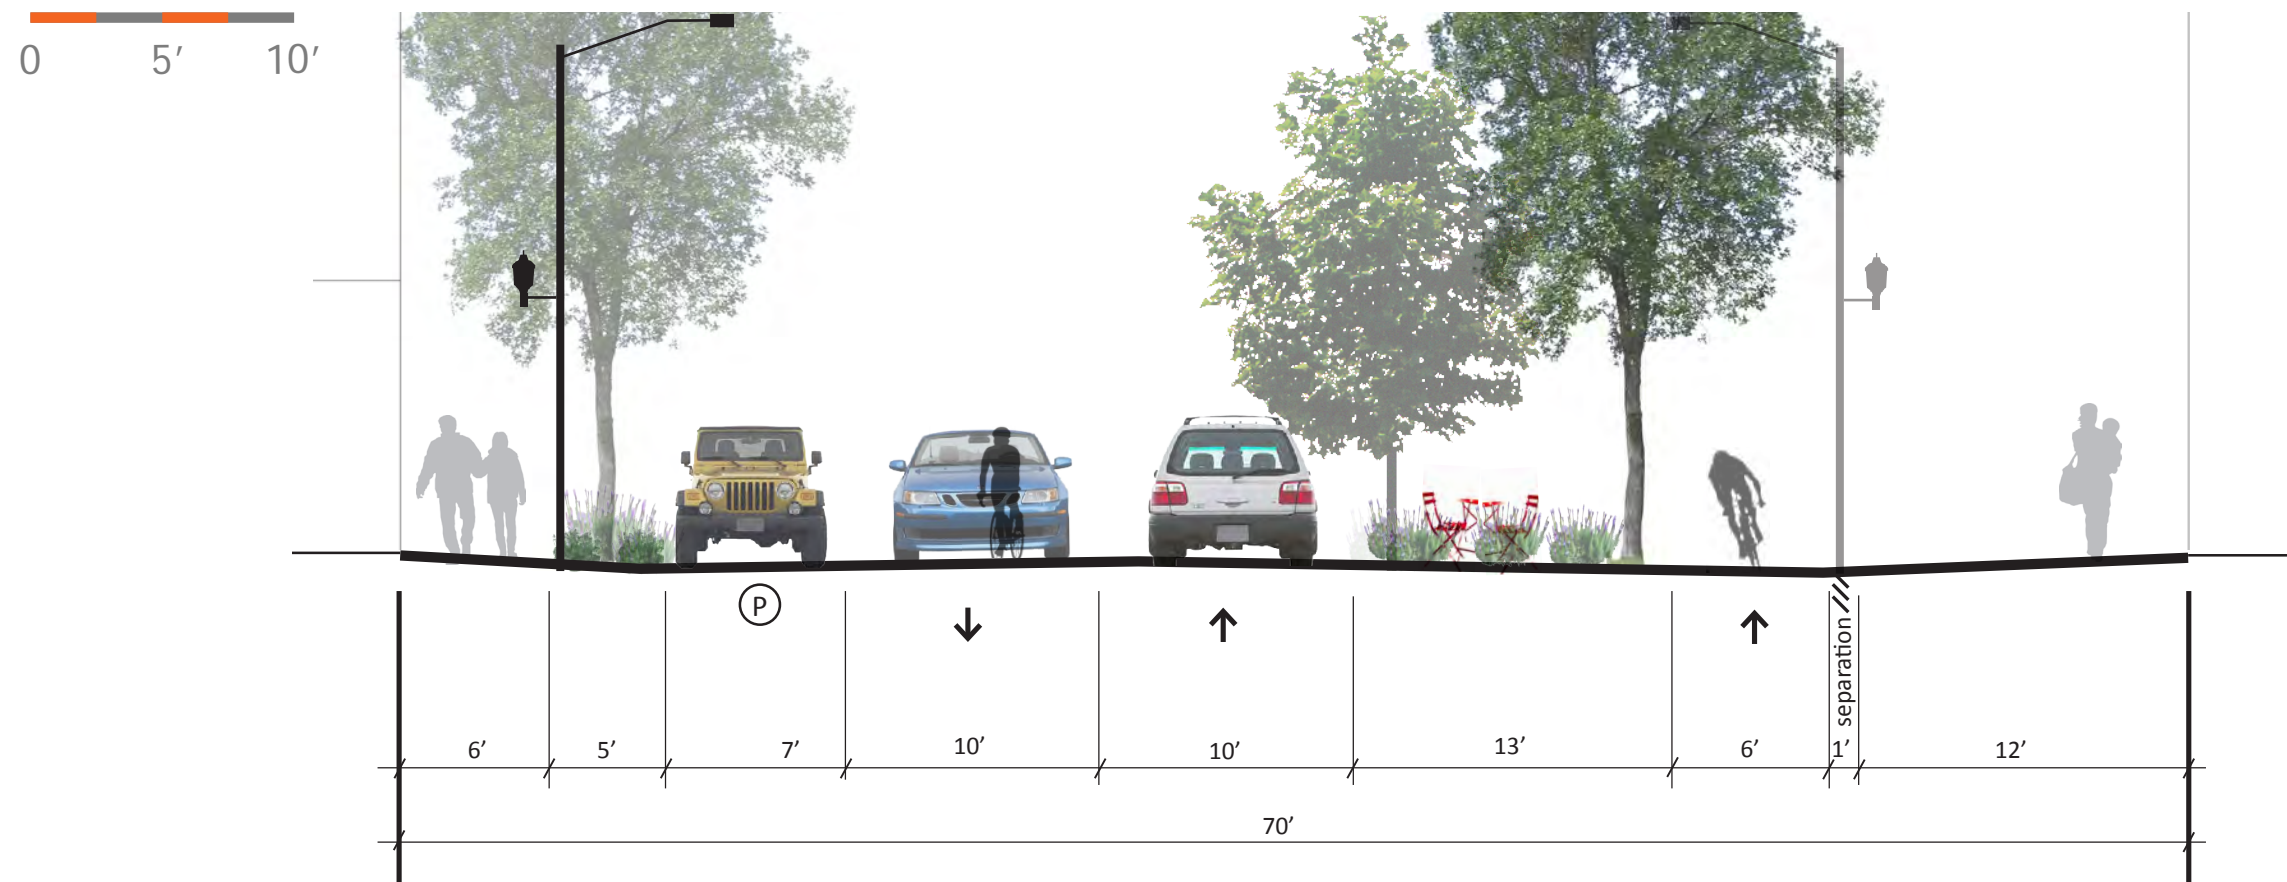 0 5′ 10′
P
separation
6′ 5′ 7′ 10′ 10′ 13′ 6′ 1′ 12′
70′